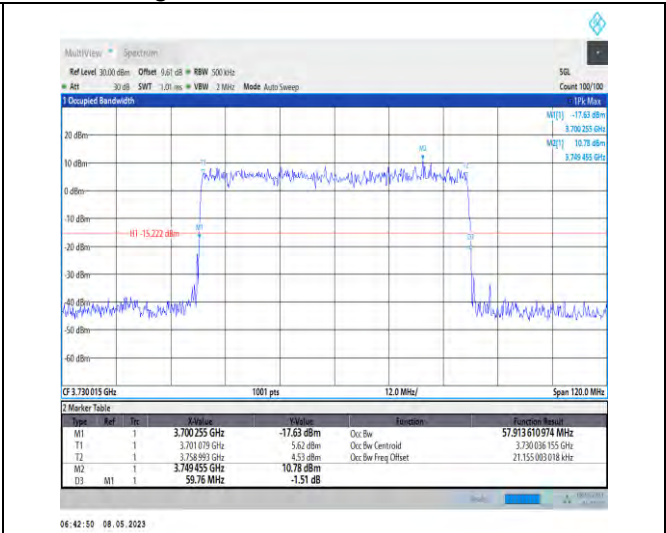 MultiView Spectrum
Ref Level 30.00 dBm Offset 9.61 dB RBW 500 kHz SGL
Att 30 dB SWT 1.01 ms VBW 2 MHz Mode Auto Sweep Count 100/100
1 Occupied Bandwidth 1Pk Max
M1[1] -17.63 dBm
3.700 255 GHz
M2[1] 10.78 dBm
3.749 455 GHz
20 dBm
M2
10 dBm
0 dBm
-10 dBm
H1 -15.222 dBm
M1
D3
-20 dBm
-30 dBm
-40 dBm
-50 dBm
-60 dBm
CF 3.730 015 GHz 1001 pts 12.0 MHz/ Span 120.0 MHz
2 Marker Table
Type Ref Trc X-Value Y-Value Function Function Result
M1 1 3.700 255 GHz -17.63 dBm Occ Bw 57.913 610 974 MHz
T1 1 3.701 079 GHz 5.62 dBm Occ Bw Centroid 3.730 036 155 GHz
T2 1 3.758 993 GHz 4.53 dBm Occ Bw Freq Offset 21.155 003 018 kHz
M2 1 3.749 455 GHz 10.78 dBm
D3 M1 1 59.76 MHz -1.51 dB
06:42:50 08.05.2023